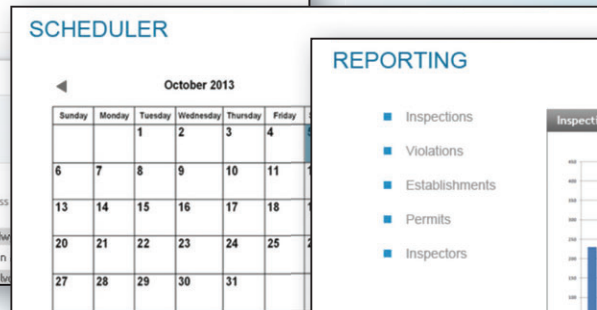 SCHEDULER
October 2013
Sunday Monday Tuesday Wednesday Thursday Friday
1 2 3 4
6 7 8 9 10 11
13 14 15 16 17 18
20 21 22 23 24 25
27 28 29 30 31
REPORTING
Inspections
Violations
Establishments
Permits
Inspectors
Inspecti